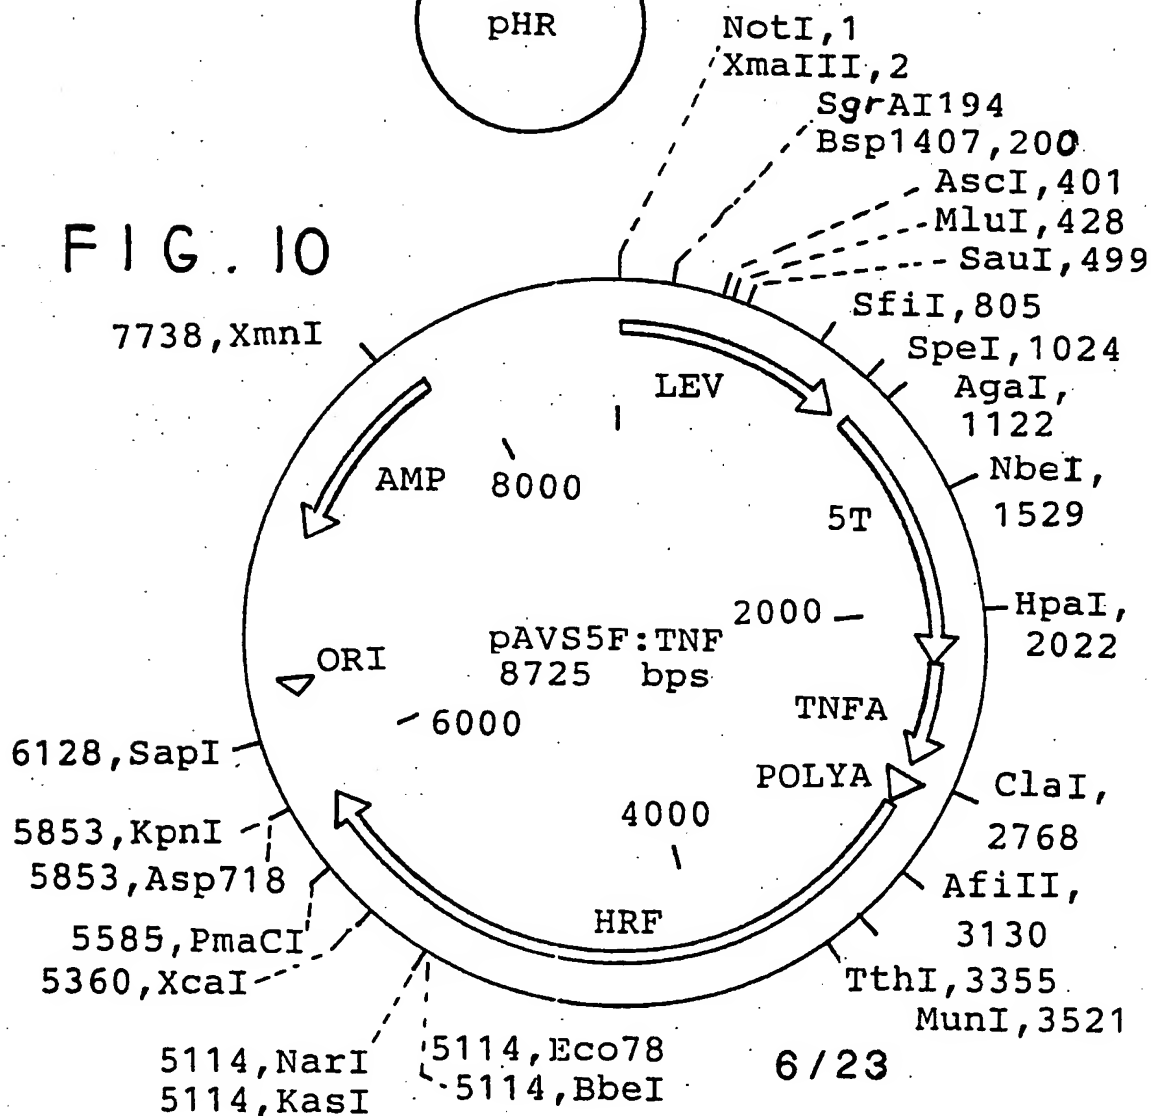 pHR
NotI,1
XmaIII,2
SgrAI194
Bsp1407,200
AscI,401
MluI,428
SauI,499
FIG. 10
SfiI,805
7738,XmnI
SpeI,1024
LEV
AgaI,
1122
AMP
8000
NbeI,
1529
5T
2000
HpaI,
2022
pAVS5F:TNF
8725 bps
ORI
TNFA
6000
6128,SapI
POLYA
ClaI,
2768
4000
5853,KpnI
5853,Asp718
AfiII,
3130
HRF
5585,PmaCI
5360,XcaI
TthI,3355
MunI,3521
5114,NarI
5114,KasI
5114,Eco78
5114,BbeI
6/23